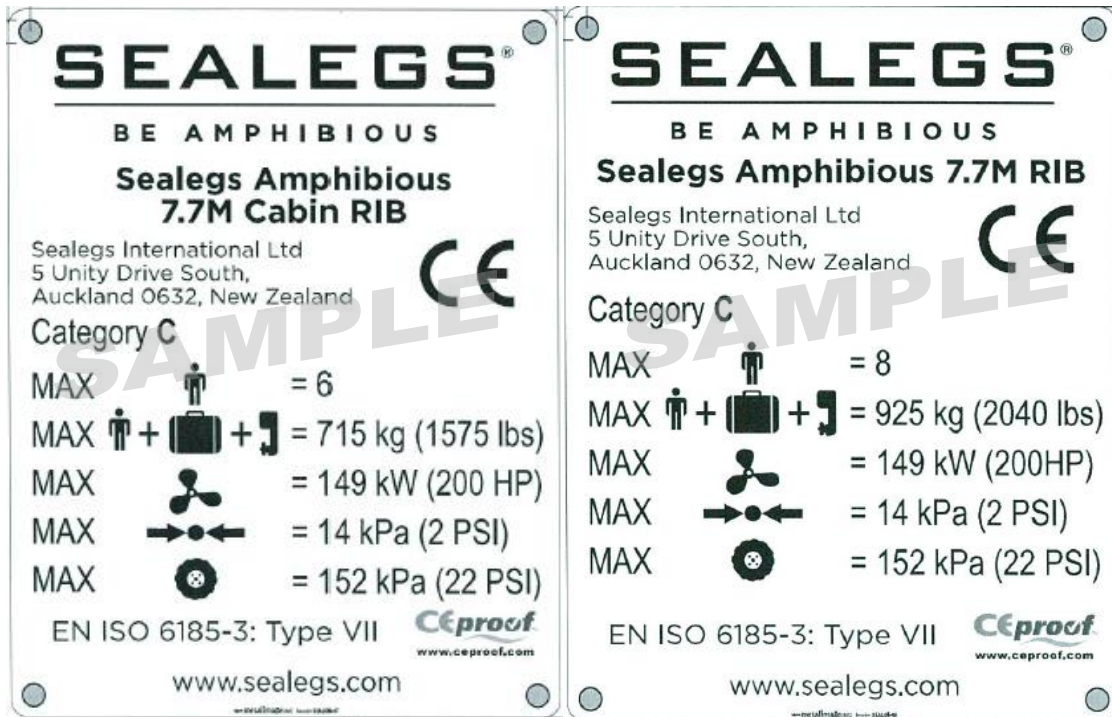 SEALEGS®
BE AMPHIBIOUS
Sealegs Amphibious
7.7M Cabin RIB
Sealegs International Ltd
5 Unity Drive South,
Auckland 0632, New Zealand
CE
SAMPLE
Category C
MAX = 6
MAX + + = 715 kg (1575 lbs)
MAX = 149 kW (200 HP)
MAX = 14 kPa (2 PSI)
MAX = 152 kPa (22 PSI)
EN ISO 6185-3: Type VII
CEproof
www.ceproof.com
www.sealegs.com
SEALEGS®
BE AMPHIBIOUS
Sealegs Amphibious 7.7M RIB
Sealegs International Ltd
5 Unity Drive South,
Auckland 0632, New Zealand
CE
SAMPLE
Category C
MAX = 8
MAX + + = 925 kg (2040 lbs)
MAX = 149 kW (200HP)
MAX = 14 kPa (2 PSI)
MAX = 152 kPa (22 PSI)
EN ISO 6185-3: Type VII
CEproof
www.ceproof.com
www.sealegs.com